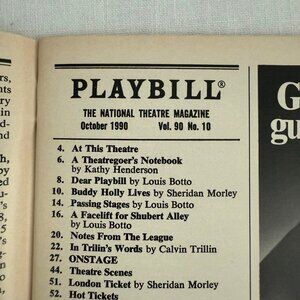 PLAYBILL®
THE NATIONAL THEATRE MAGAZINE
October 1990 Vol. 90 No. 10
4. At This Theatre
6. A Theatregoer's Notebook
by Kathy Henderson
8. Dear Playbill by Louis Botto
10. Buddy Holly Lives by Sheridan Morley
14. Passing Stages by Louis Botto
16. A Facelift for Shubert Alley
by Louis Botto
20. Notes From The League
22. In Trilin's Words by Calvin Trillin
27. ONSTAGE
44. Theatre Scenes
51. London Ticket by Sheridan Morley
52. Hot Tickets